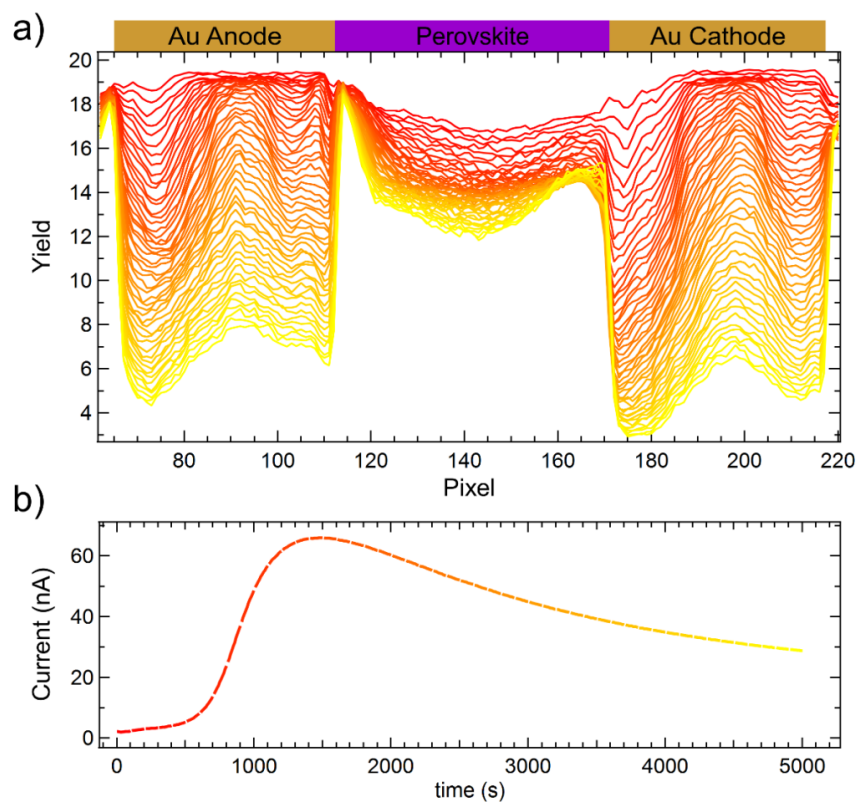 a)
Au Anode Perovskite Au Cathode
20
18
16
14
12
10
8
6
4
Yield
80 100 120 140 160 180 200 220
Pixel
b)
60
40
20
0
Current (nA)
0 1000 2000 3000 4000 5000
time (s)